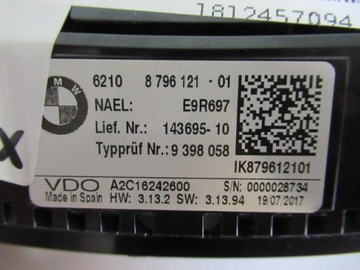 1812457094
BMW
6210 8 796 121 - 01
NAEL: E9R697
Lief. Nr.: 143695-10
Typprüf Nr.: 9 398 058
IK879612101
X
VDO A2C16242600 S/N: 0000028734
Made in Spain HW: 3.13.2 SW: 3.13.94 19/07/2017